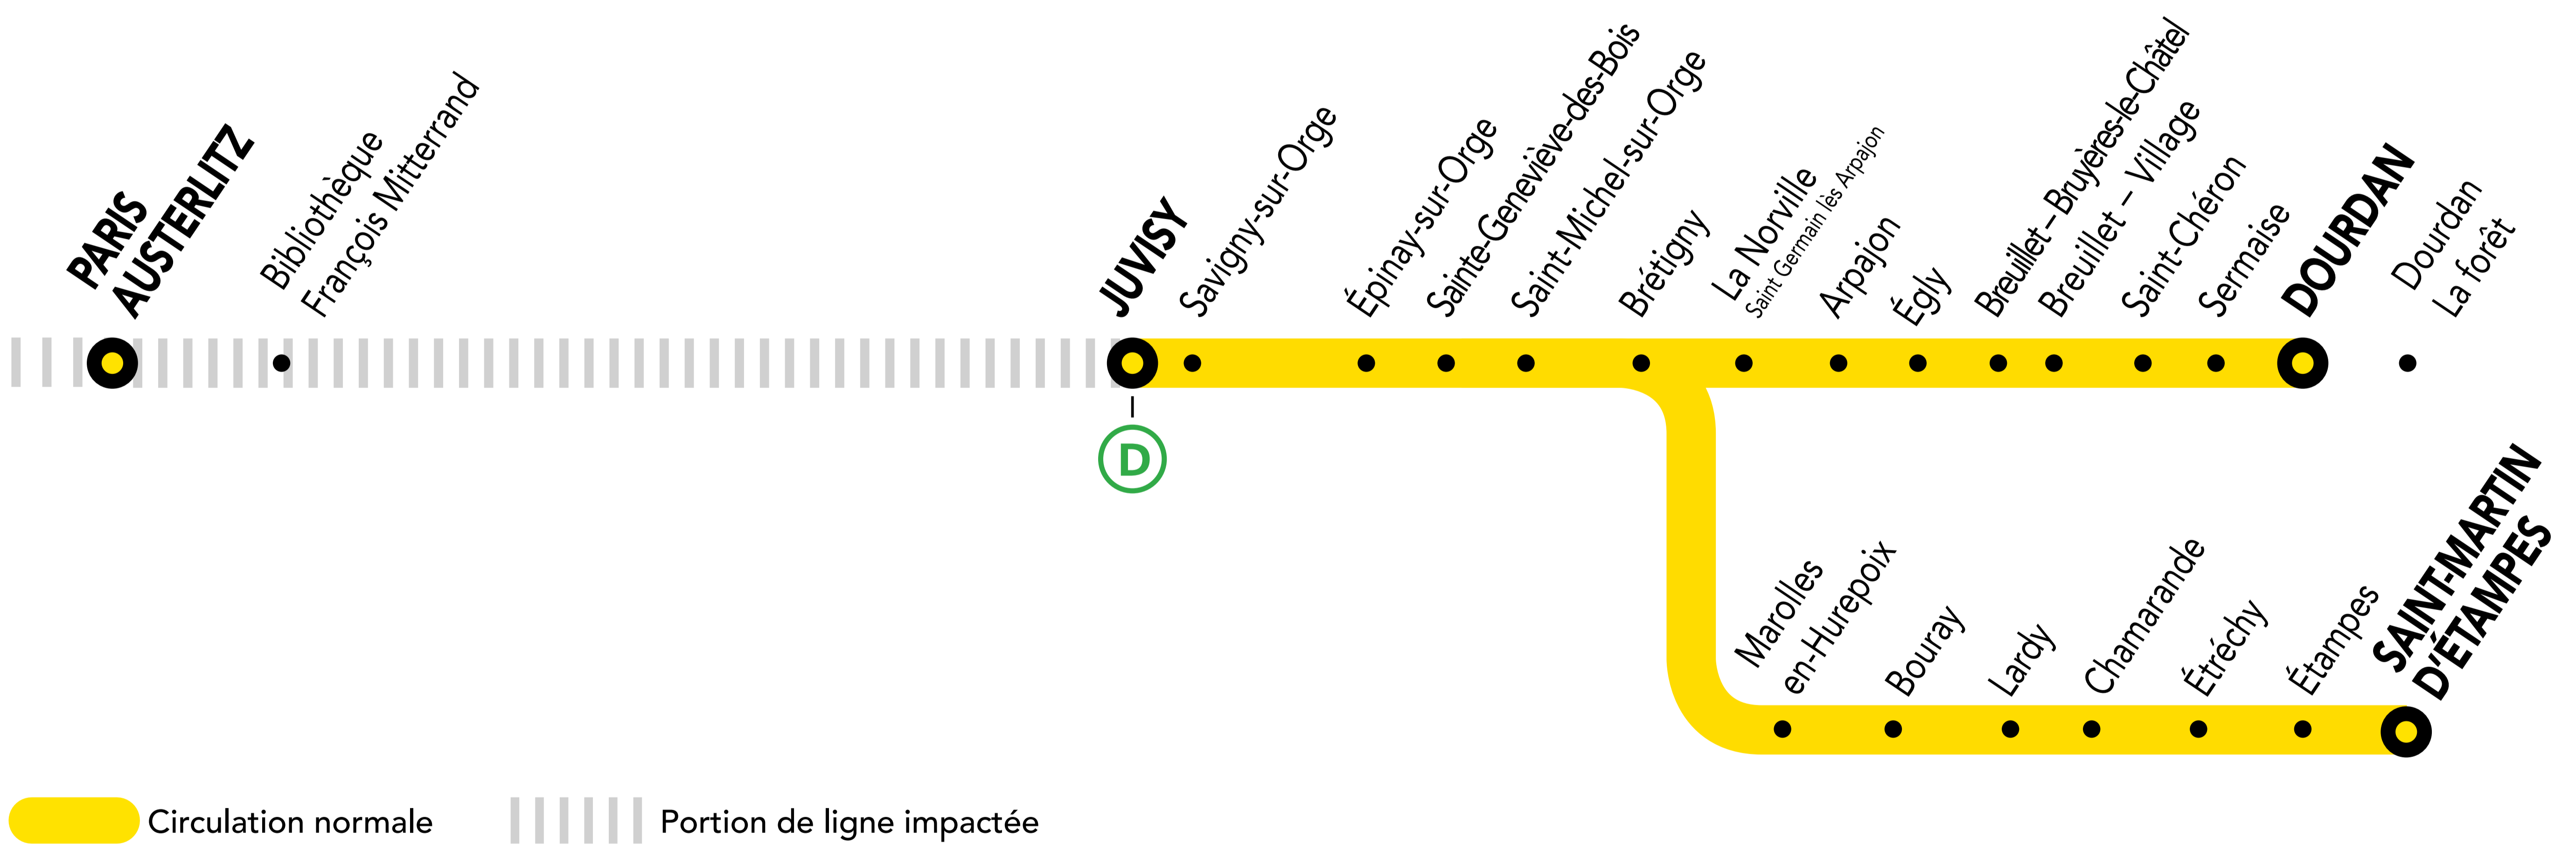 PARIS
AUSTERLITZ
Bibliothèque
François Mitterrand
JUVISY
Savigny-sur-Orge
Épinay-sur-Orge
Sainte-Geneviève-des-Bois
Saint-Michel-sur-Orge
Brétigny
La Norville
Saint Germain lès Arpajon
Arpajon
Égly
Breuillet – Bruyères-le-Châtel
Breuillet – Village
Saint-Chéron
Sermaise
DOURDAN
Dourdan
La forêt
D
Marolles
en-Hurepoix
Bouray
Lardy
Chamarande
Étréchy
Étampes
SAINT-MARTIN
D'ÉTAMPES
Circulation normale
Portion de ligne impactée